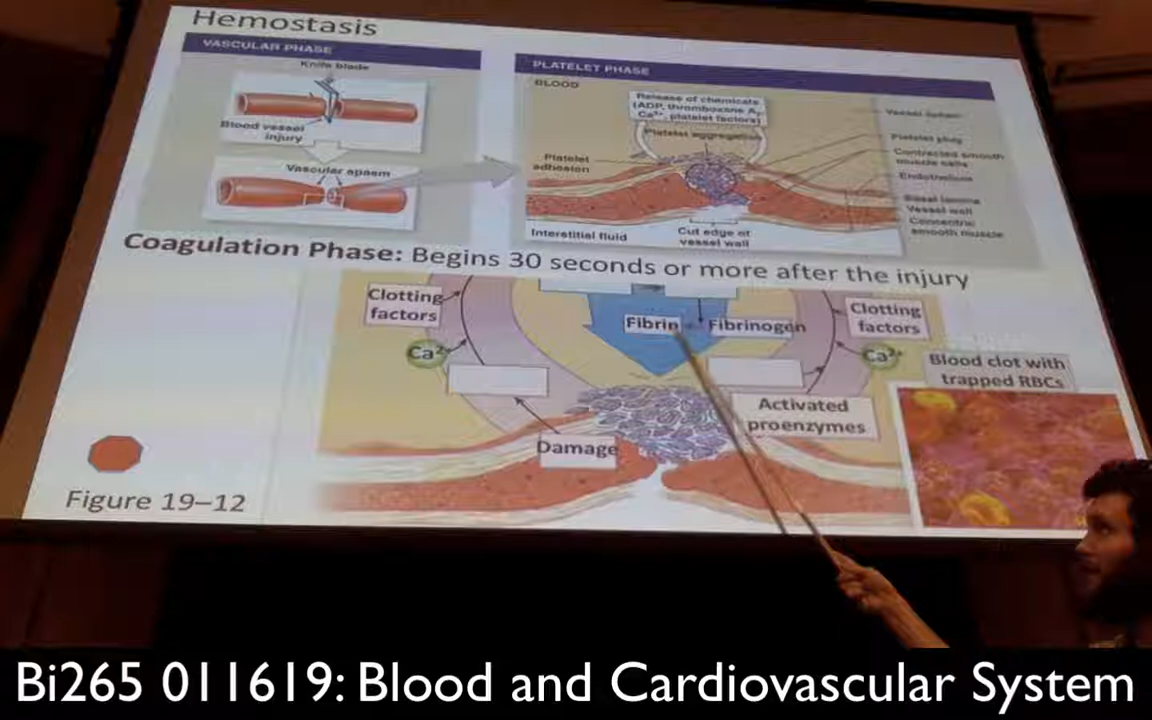 Hemostasis
VASCULAR PHASE
Knife blade
Blood vessel
injury
Vascular spasm
PLATELET PHASE
BLOOD
Release of chemicals
(ADP, thromboxane A2,
Ca2+, platelet factors)
Platelet aggregation
Platelet
adhesion
Interstitial fluid
Cut edge of
vessel wall
Platelet plug
Contracted smooth
muscle cells
Endothelium
Basal lamina
Vessel wall
smooth muscle
Coagulation Phase: Begins 30 seconds or more after the injury
Clotting
factors
Ca2+
Damage
Fibrin
Fibrinogen
Clotting
factors
Ca2+
Activated
proenzymes
Blood clot with
trapped RBCs
Figure 19–12
Bi265 011619: Blood and Cardiovascular System